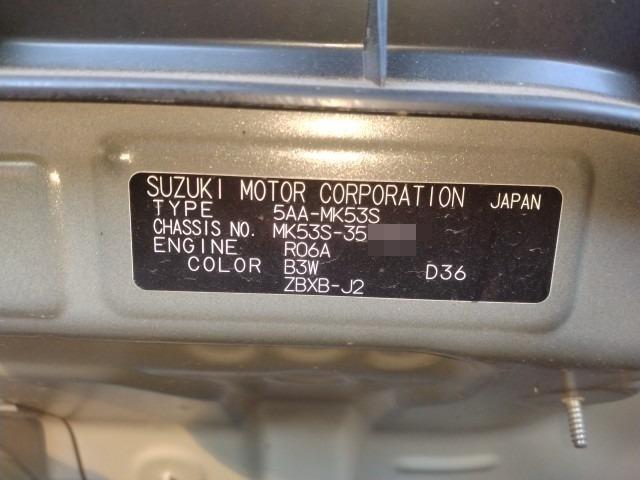 SUZUKI MOTOR CORPORATION JAPAN
TYPE 5AA-MK53S
CHASSIS NO. MK53S-35
ENGINE R06A
COLOR B3W D36
ZBXB-J2